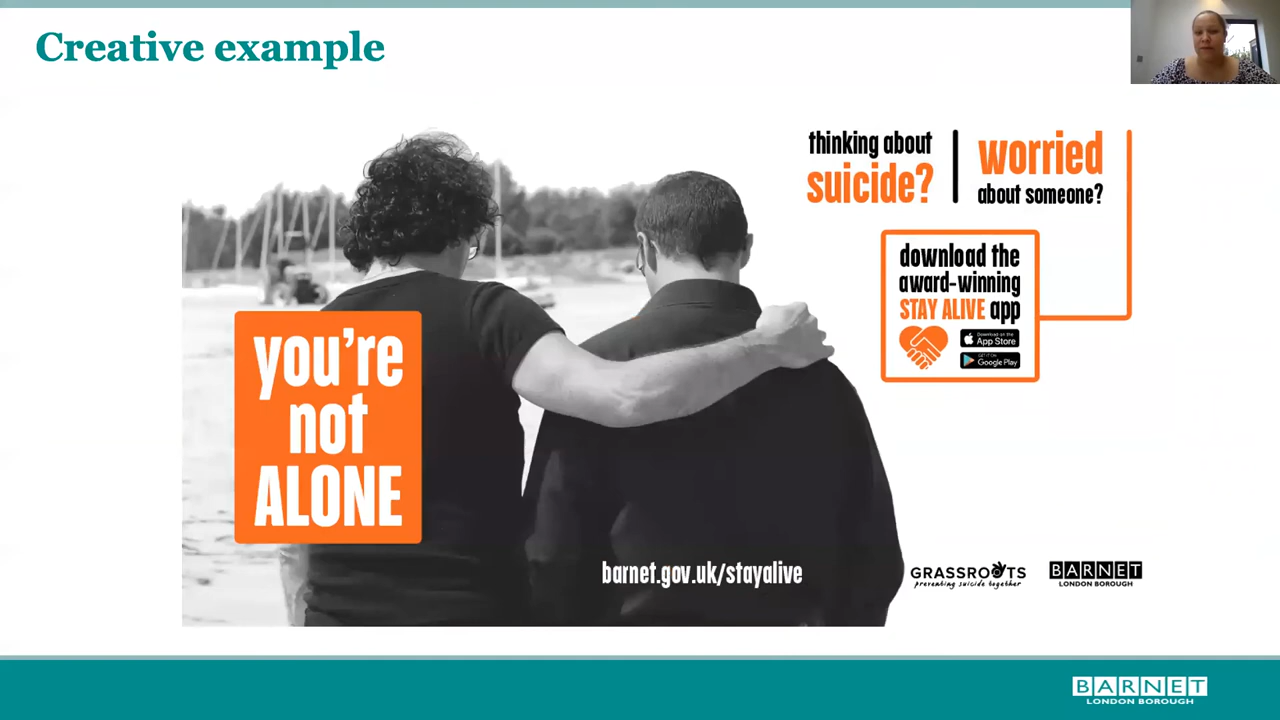 Creative example
thinking about
suicide?
worried
about someone?
download the
award-winning
STAY ALIVE app
Download on the
App Store
GET IT ON
Google Play
you're
not
ALONE
barnet.gov.uk/stayalive
GRASSROOTS
preventing suicide together
BARNET
LONDON BOROUGH
BARNET
LONDON BOROUGH